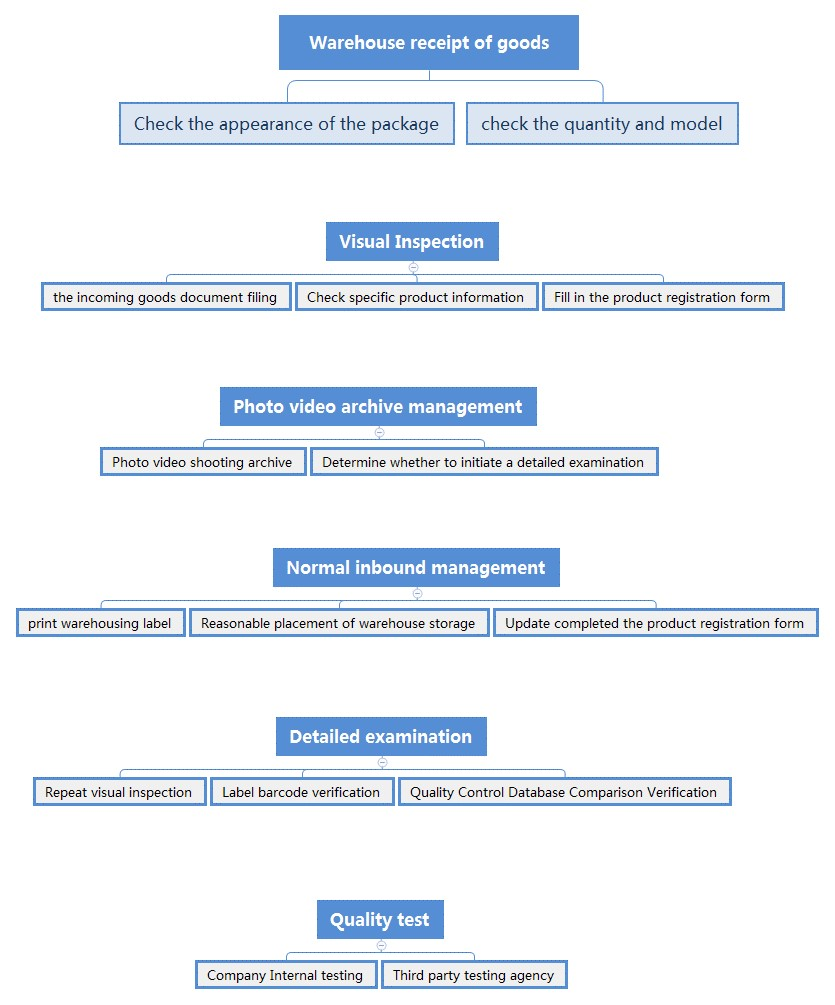 Warehouse receipt of goods
Check the appearance of the package
check the quantity and model
Visual Inspection
the incoming goods document filing
Check specific product information
Fill in the product registration form
Photo video archive management
Photo video shooting archive
Determine whether to initiate a detailed examination
Normal inbound management
print warehousing label
Reasonable placement of warehouse storage
Update completed the product registration form
Detailed examination
Repeat visual inspection
Label barcode verification
Quality Control Database Comparison Verification
Quality test
Company Internal testing
Third party testing agency